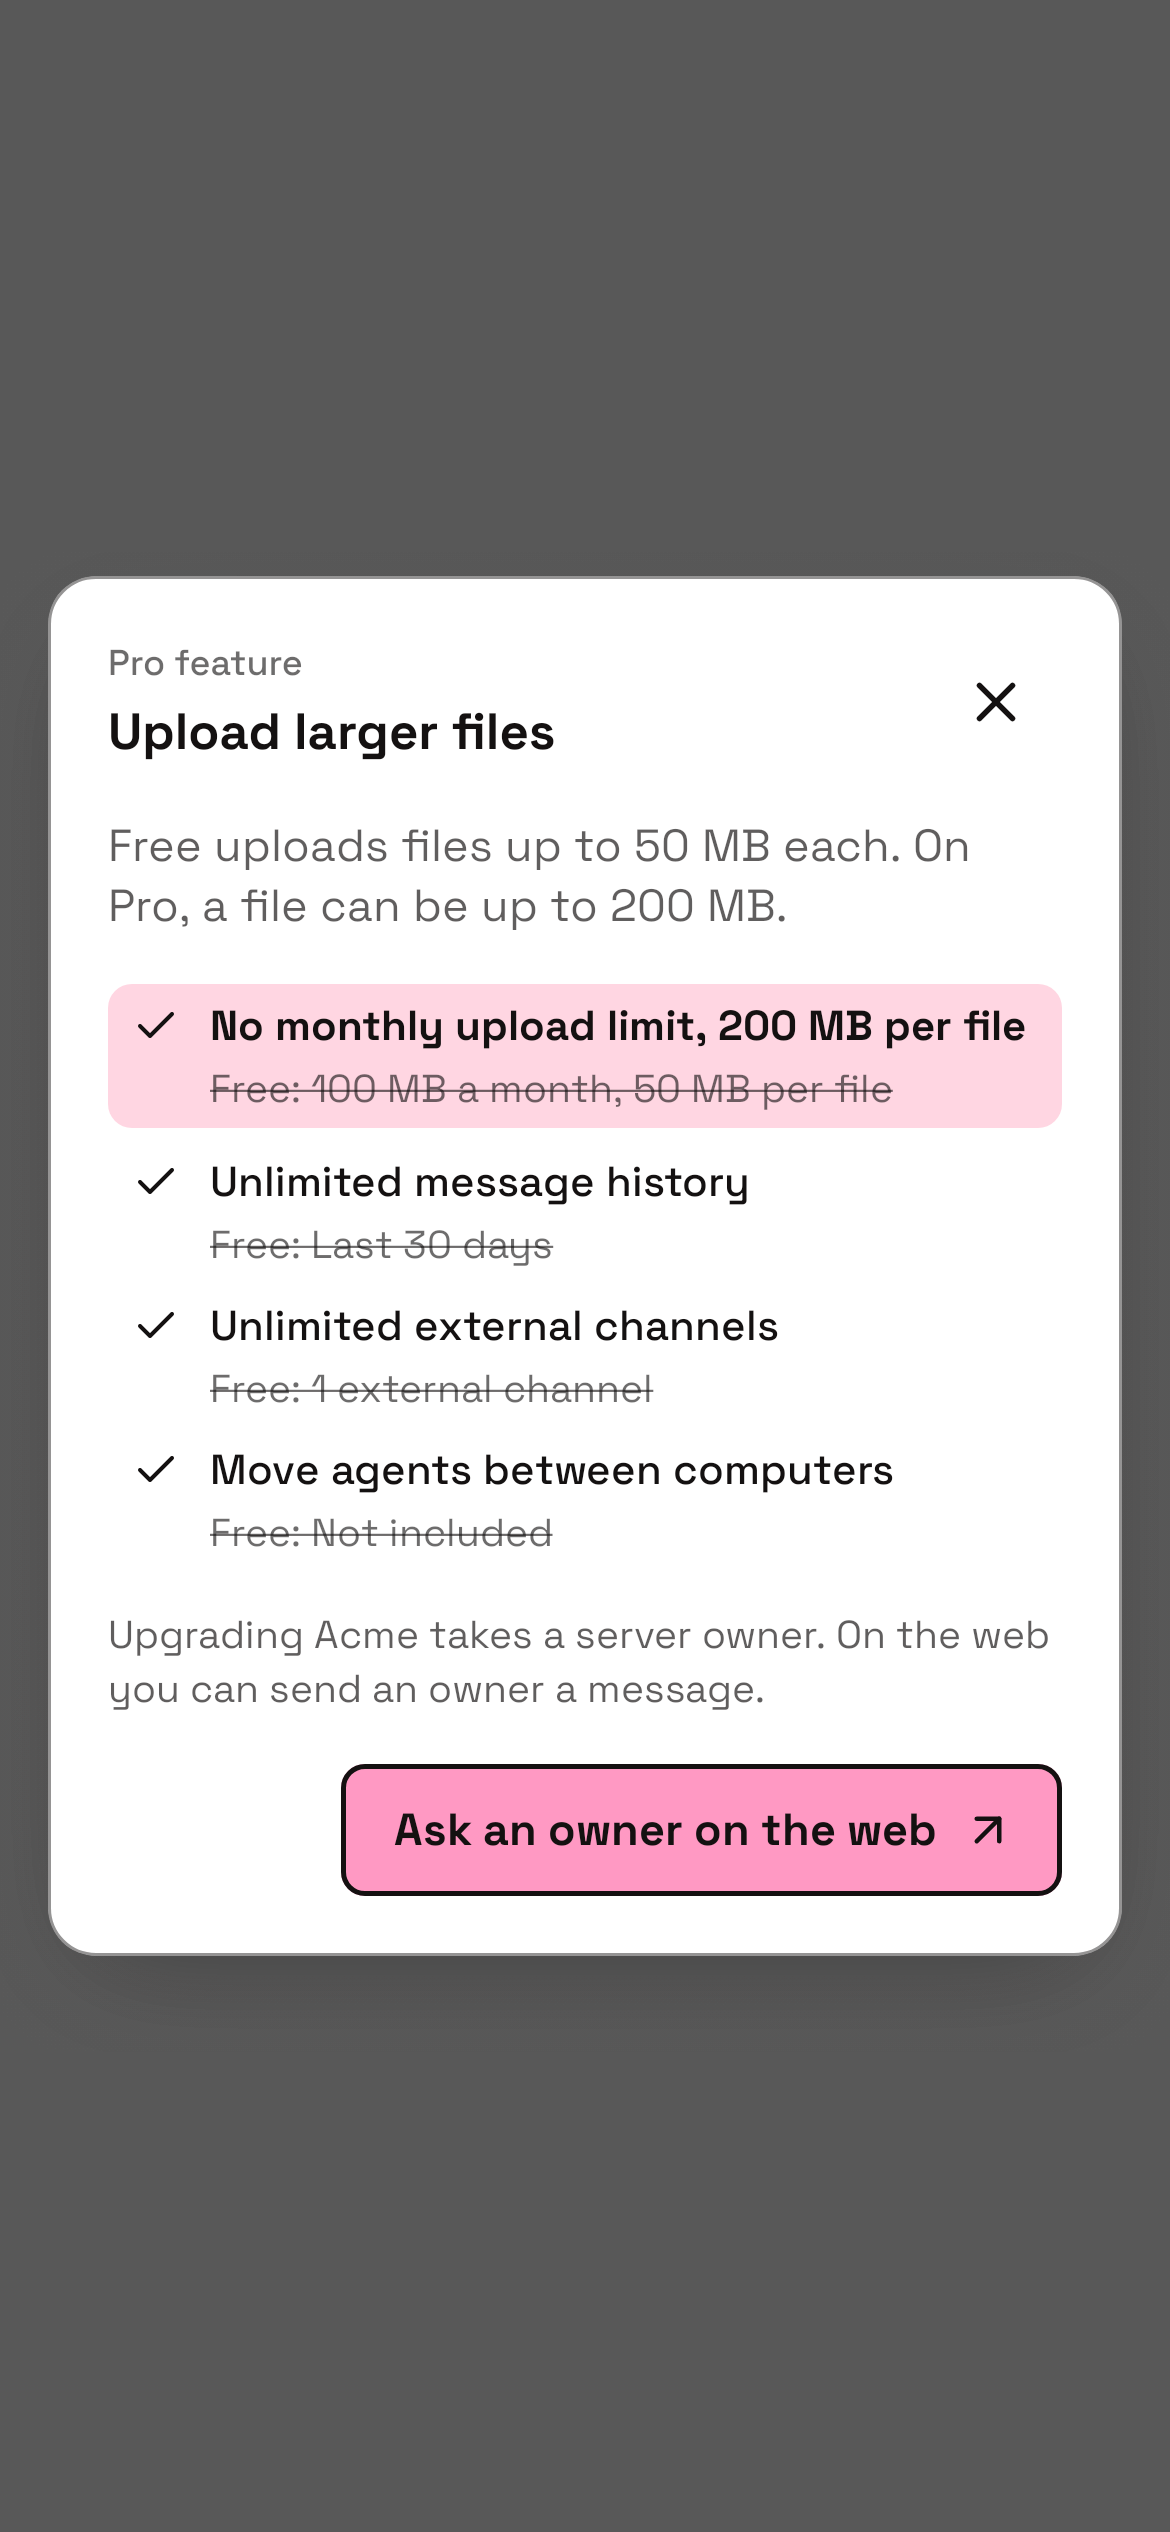 Pro feature
Upload larger files
Free uploads files up to 50 MB each. On
Pro, a file can be up to 200 MB.
No monthly upload limit, 200 MB per file
Free: 100 MB a month, 50 MB per file
Unlimited message history
Free: Last 30 days
Unlimited external channels
Free: 1 external channel
Move agents between computers
Free: Not included
Upgrading Acme takes a server owner. On the web
you can send an owner a message.
Ask an owner on the web